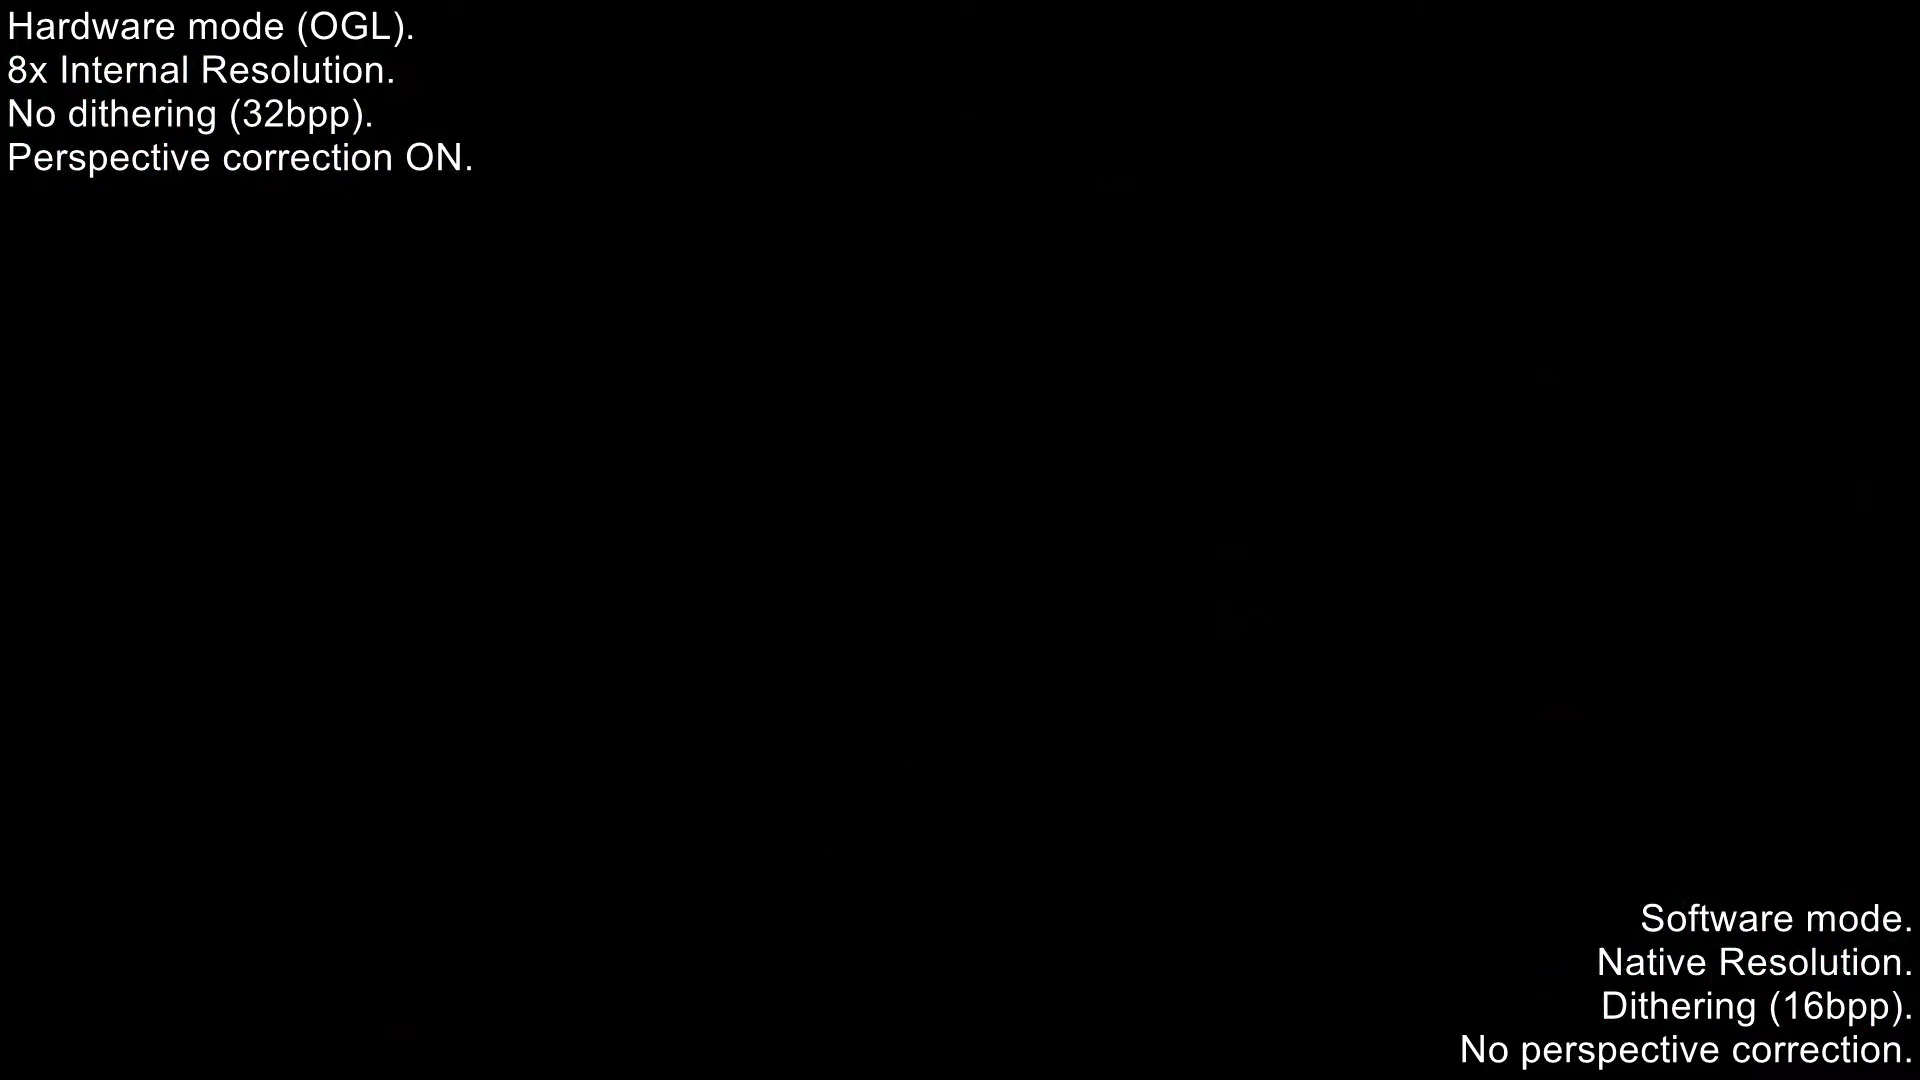 Hardware mode (OGL).
8x Internal Resolution.
No dithering (32bpp).
Perspective correction ON.
Software mode.
Native Resolution.
Dithering (16bpp).
No perspective correction.